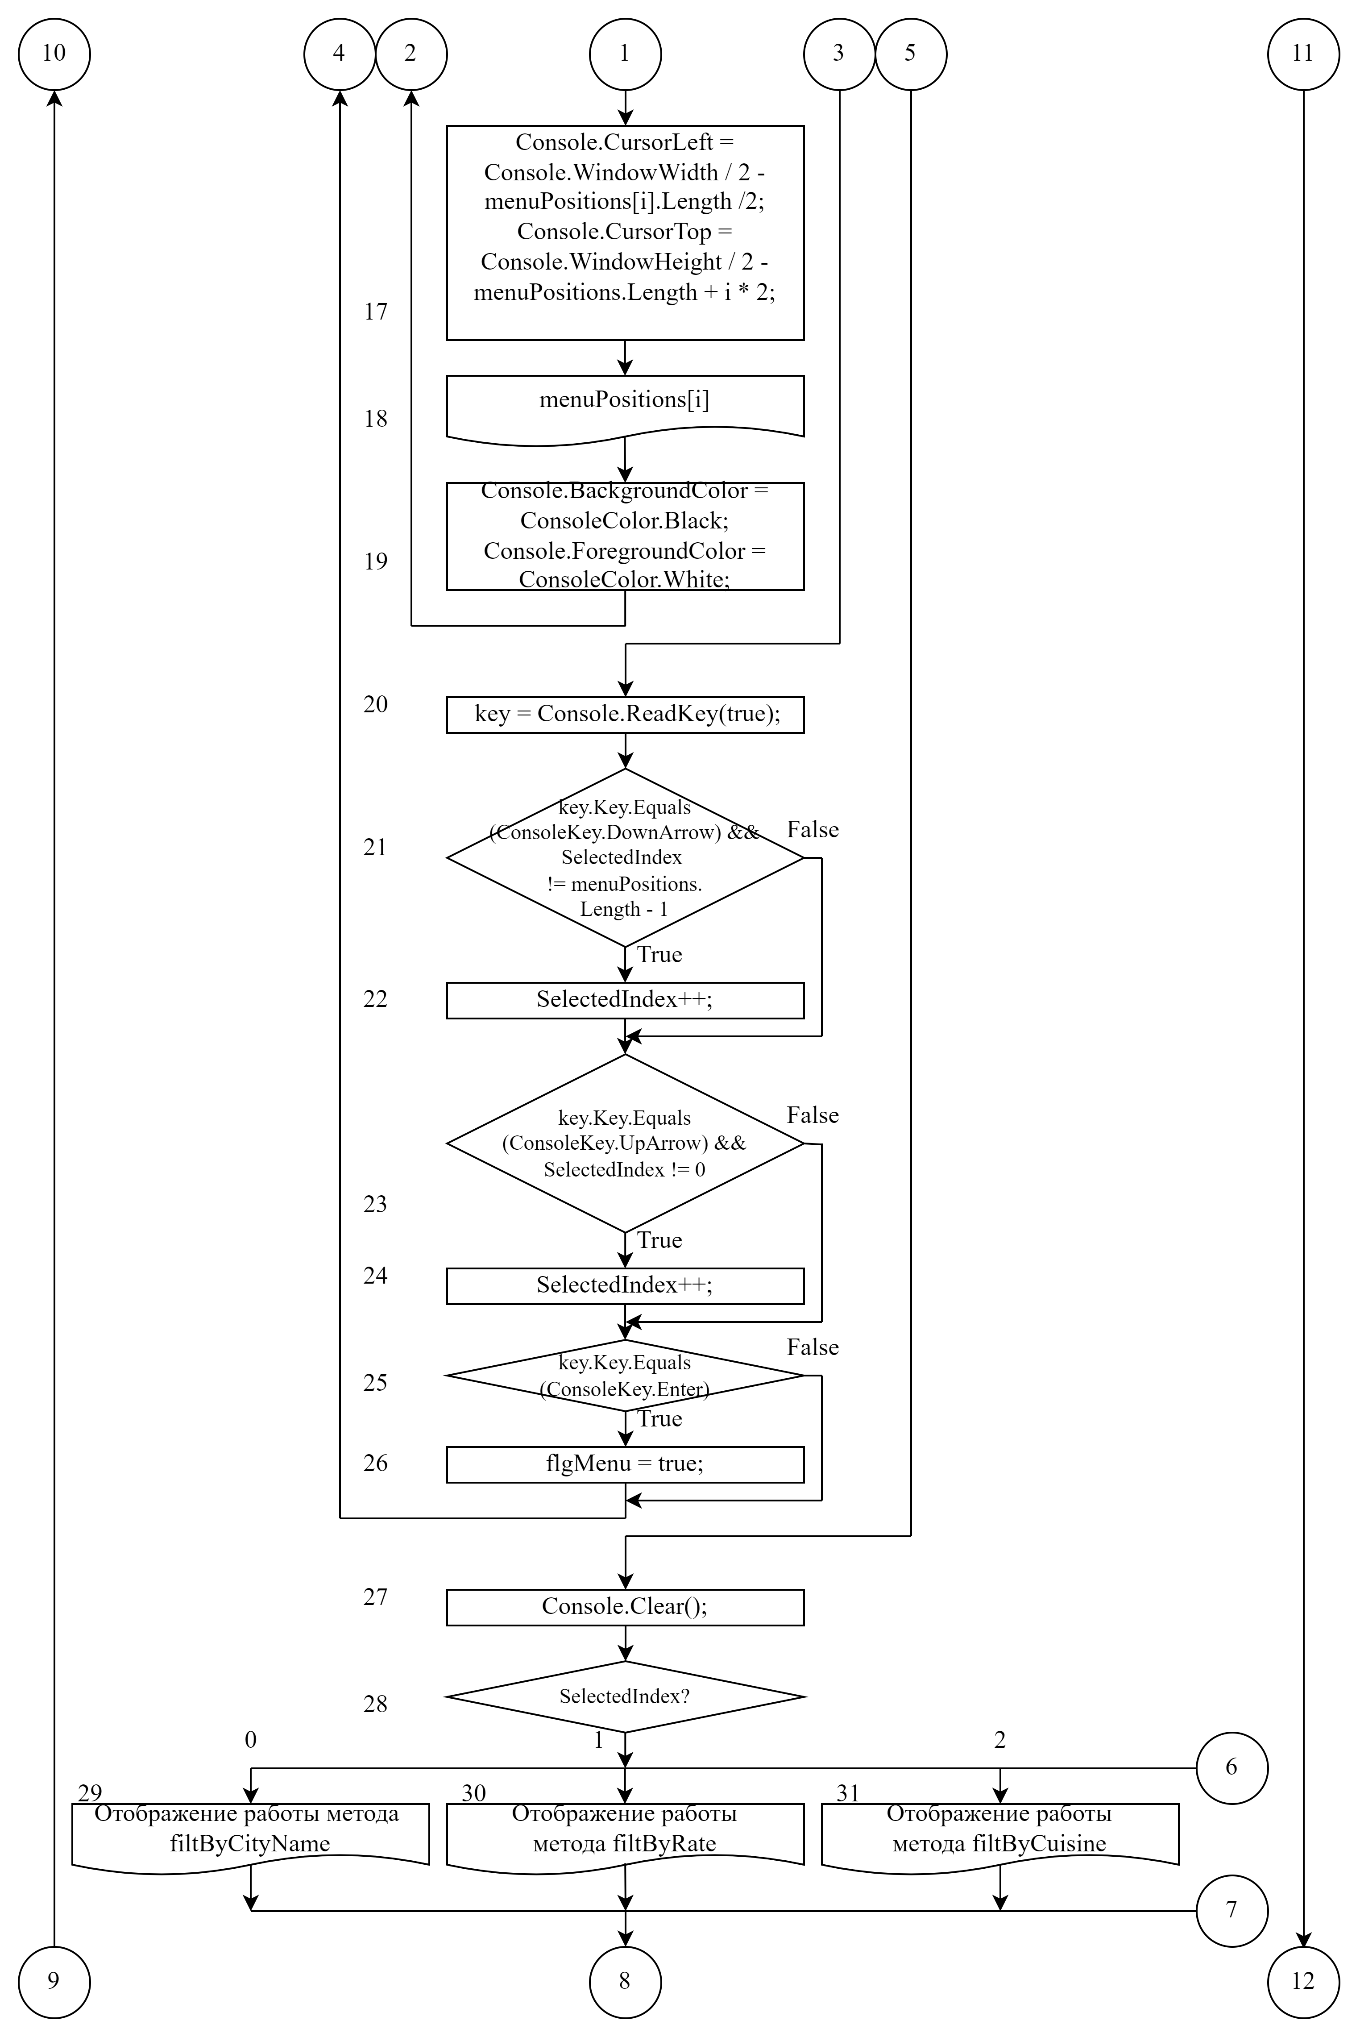 10
4
2
1
3
5
11
Console.CursorLeft =
Console.WindowWidth / 2 -
menuPositions[i].Length /2;
Console.CursorTop =
Console.WindowHeight / 2 -
menuPositions.Length + i * 2;
17
menuPositions[i]
18
Console.BackgroundColor =
ConsoleColor.Black;
Console.ForegroundColor =
ConsoleColor.White;
19
20
key = Console.ReadKey(true);
key.Key.Equals
(ConsoleKey.DownArrow) &&
SelectedIndex
!= menuPositions.
Length - 1
False
21
True
22
SelectedIndex++;
key.Key.Equals
(ConsoleKey.UpArrow) &&
SelectedIndex != 0
False
23
True
24
SelectedIndex++;
False
key.Key.Equals
(ConsoleKey.Enter)
25
True
26
flgMenu = true;
27
Console.Clear();
28
SelectedIndex?
0
1
2
6
29
Отображение работы метода
filtByCityName
30
Отображение работы
метода filtByRate
31
Отображение работы
метода filtByCuisine
7
9
8
12